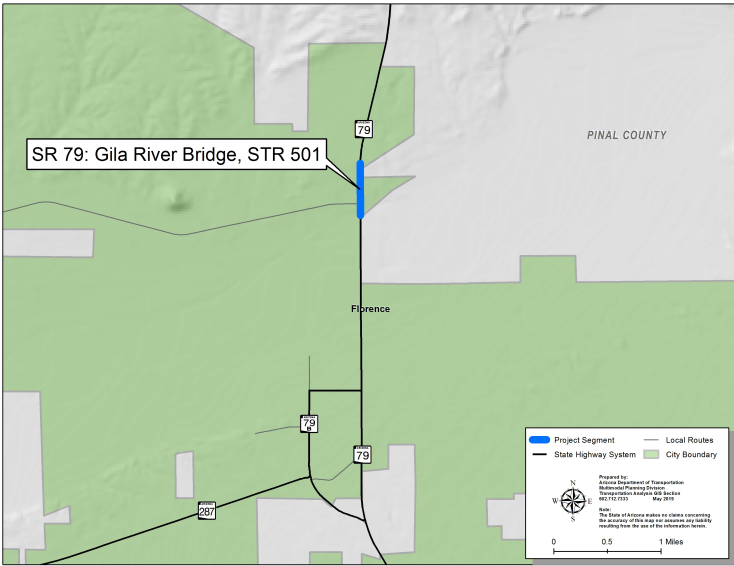 79
PINAL COUNTY
SR 79: Gila River Bridge, STR 501
Florence
79
B
79
287
Project Segment
Local Routes
State Highway System
City Boundary
N
W
E
S
Prepared by:
Arizona Department of Transportation
Multimodal Planning Division
Transportation Analysis GIS Section
602.712.7333 May 2019
Note:
The State of Arizona makes no claims concerning
the accuracy of this map nor assumes any liability
resulting from the use of the information herein.
0 0.5 1 Miles